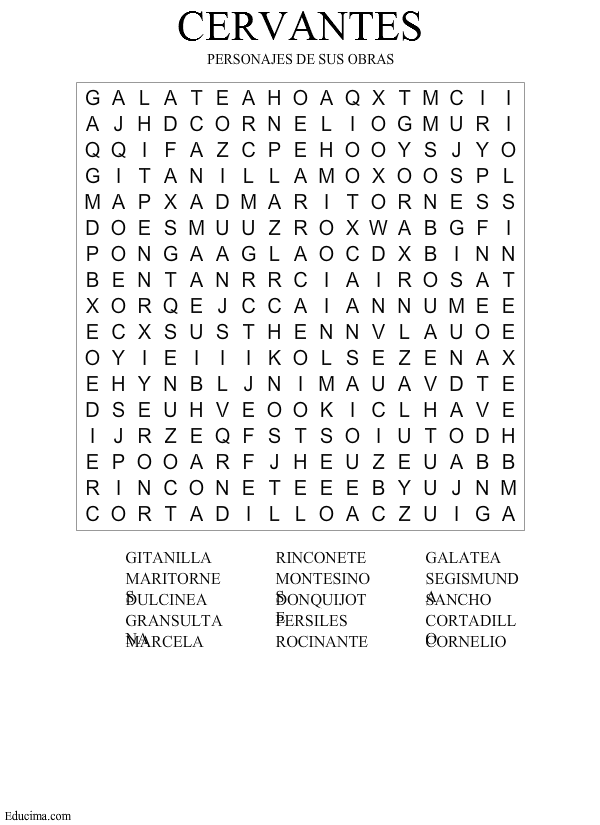 CERVANTES
PERSONAJES DE SUS OBRAS
G A L A T E A H O A Q X T M C I I
A J H D C O R N E L I O G M U R I
Q Q I F A Z C P E H O O Y S J Y O
G I T A N I L L A M O X O O S P L
M A P X A D M A R I T O R N E S S
D O E S M U U Z R O X W A B G F I
P O N G A A G L A O C D X B I N N
B E N T A N R R C I A I R O S A T
X O R Q E J C C A I A N N U M E E
E C X S U S T H E N N V L A U O E
O Y I E I I I K O L S E Z E N A X
E H Y N B L J N I M A U A V D T E
D S E U H V E O O K I C L H A V E
I J R Z E Q F S T S O I U T O D H
E P O O A R F J H E U Z E U A B B
R I N C O N E T E E E B Y U J N M
C O R T A D I L L O A C Z U I G A
GITANILLA RINCONETE GALATEA
MARITORNE MONTESINO SEGISMUND
S S A
DULCINEA DONQUIJOT SANCHO
E
GRANSULTA PERSILES CORTADILL
NA O
MARCELA ROCINANTE CORNELIO
Educima.com